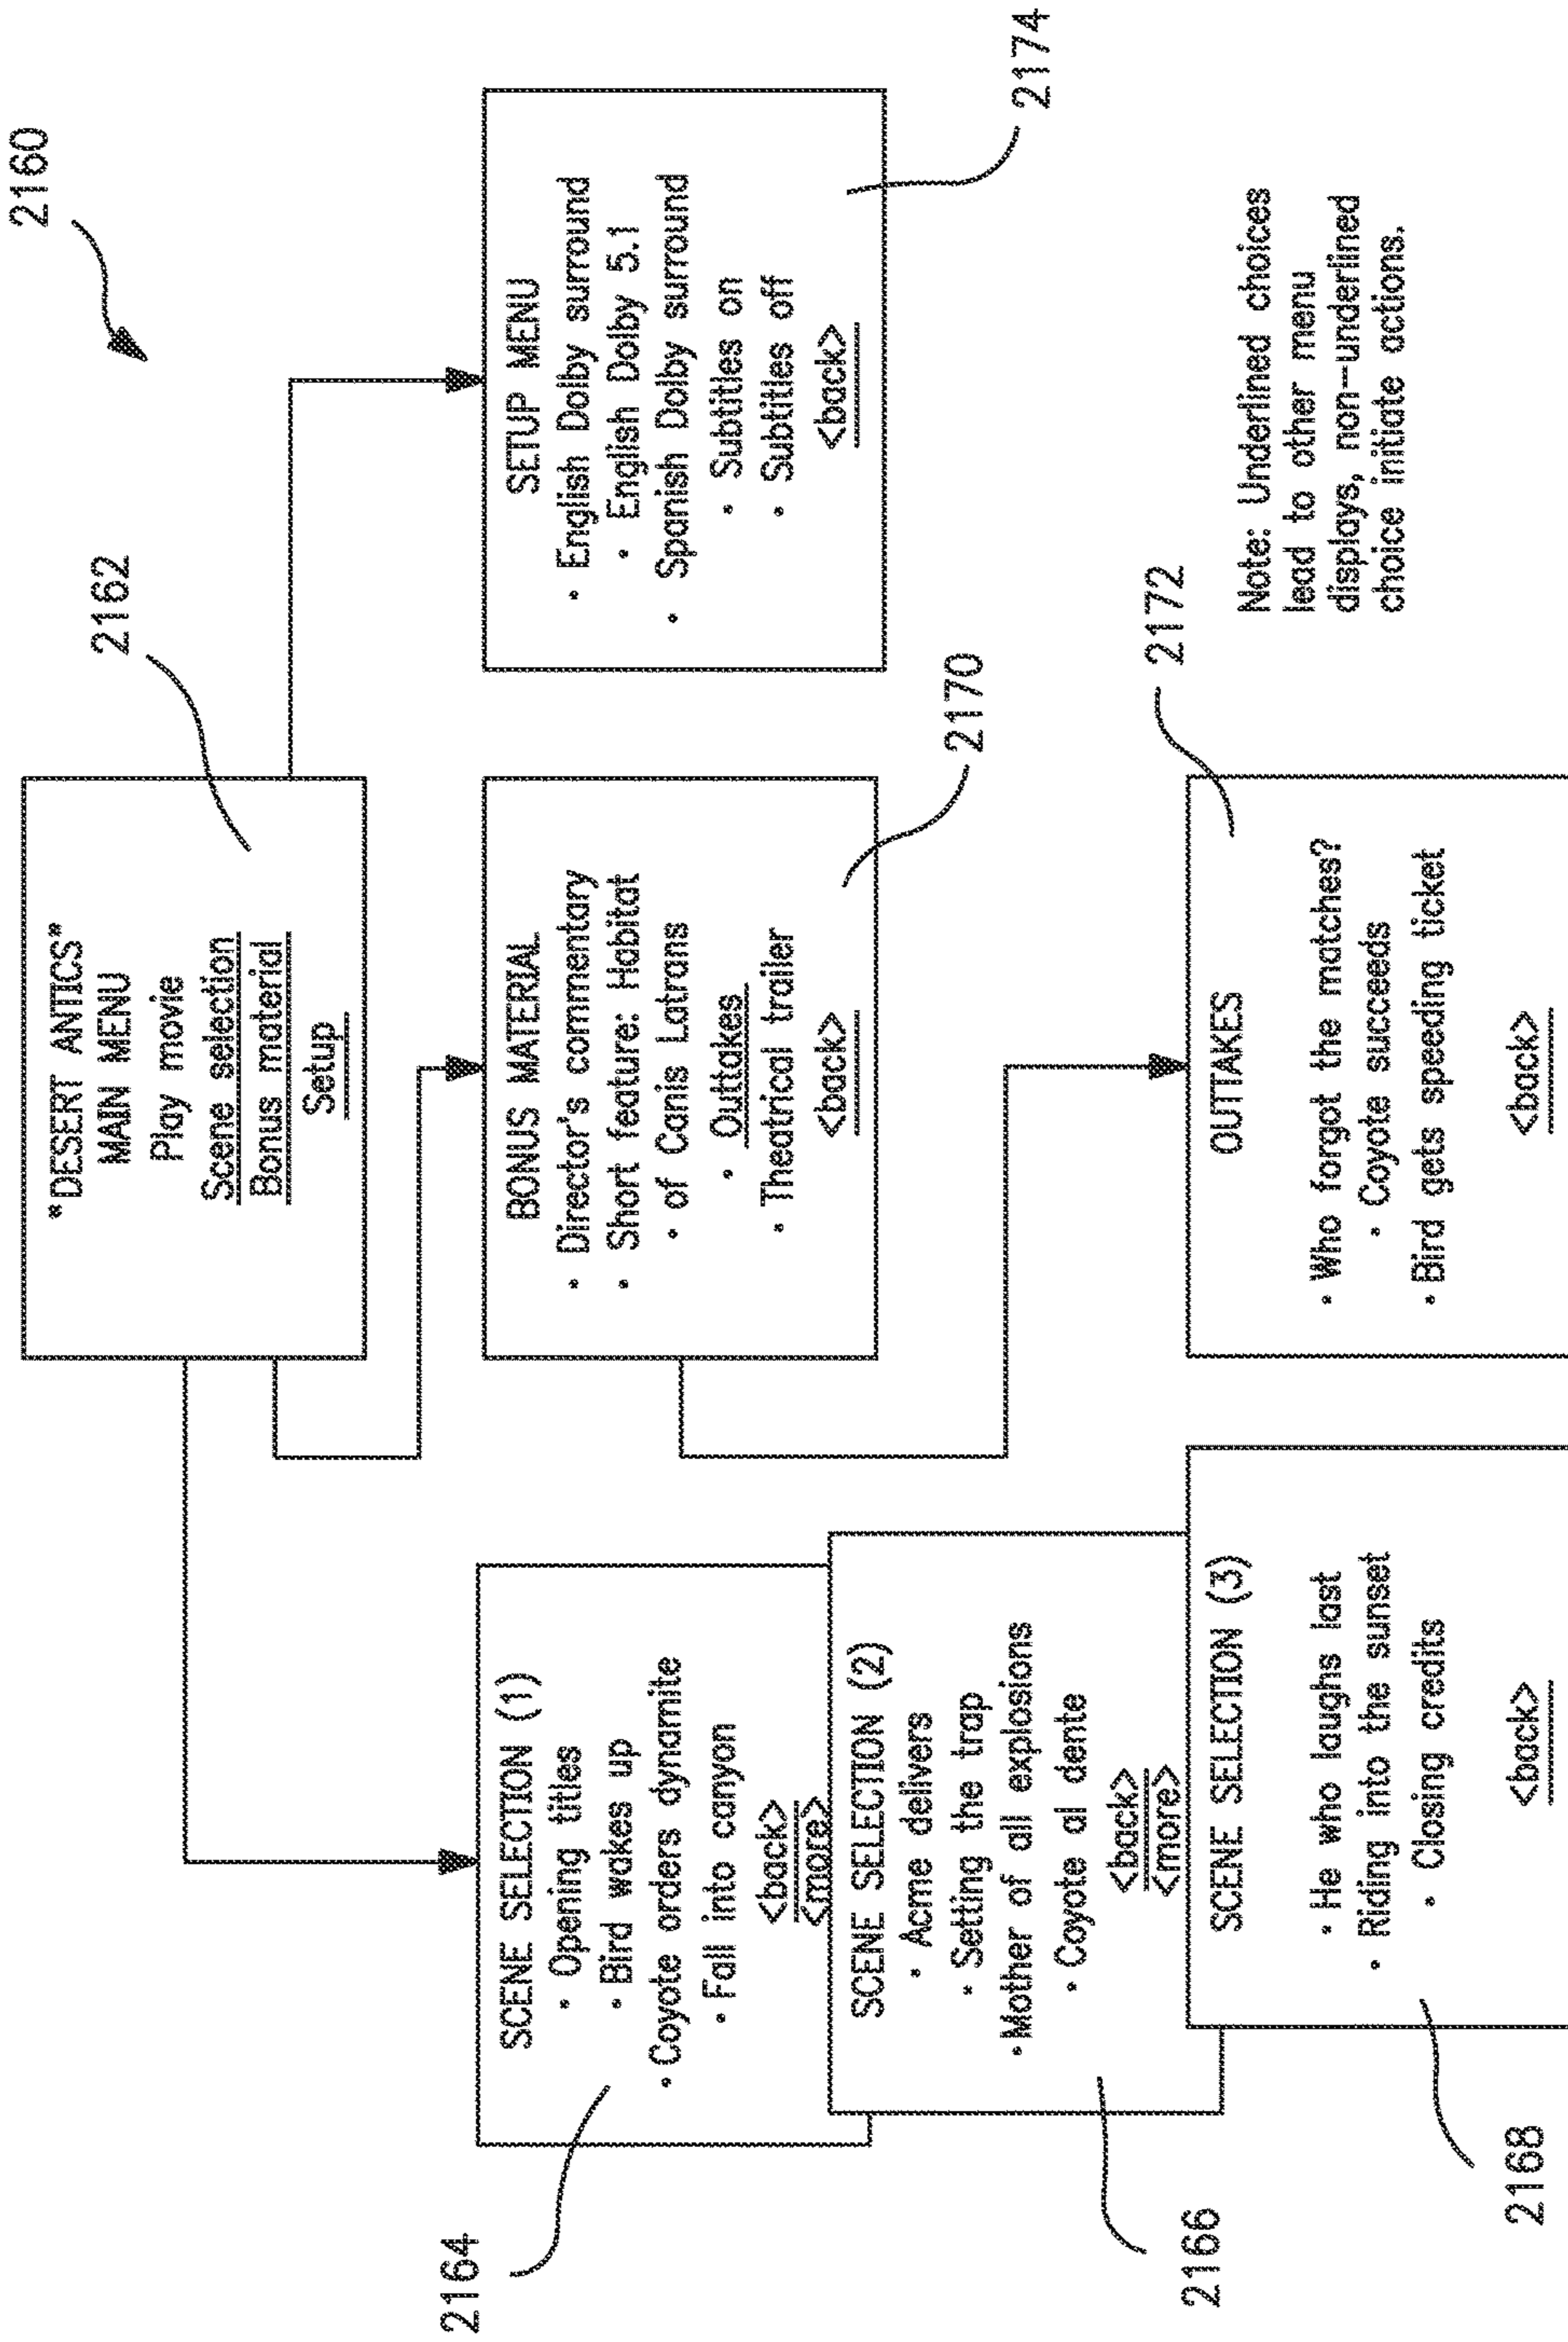 2160
"DESERT ANTICS"
MAIN MENU
Play movie
Scene selection
Bonus material
Setup
2162
2164
SCENE SELECTION (1)
• Opening titles
• Bird wakes up
• Coyote orders dynamite
• Fall into canyon
<back>
<more>
2166
SCENE SELECTION (2)
• Acme delivers
• Setting the trap
• Mother of all explosions
• Coyote al dente
<back>
<more>
2168
SCENE SELECTION (3)
• He who laughs last
• Riding into the sunset
• Closing credits
<back>
BONUS MATERIAL
• Director's commentary
• Short feature: Habitat
• of Canis Latrans
• Outtakes
• Theatrical trailer
<back>
2170
OUTTAKES
• Who forgot the matches?
• Coyote succeeds
• Bird gets speeding ticket
<back>
2172
SETUP MENU
• English Dolby surround
• English Dolby 5.1
• Spanish Dolby surround
• Subtitles on
• Subtitles off
<back>
2174
Note: Underlined choices
lead to other menu
displays, non-underlined
choice initiate actions.